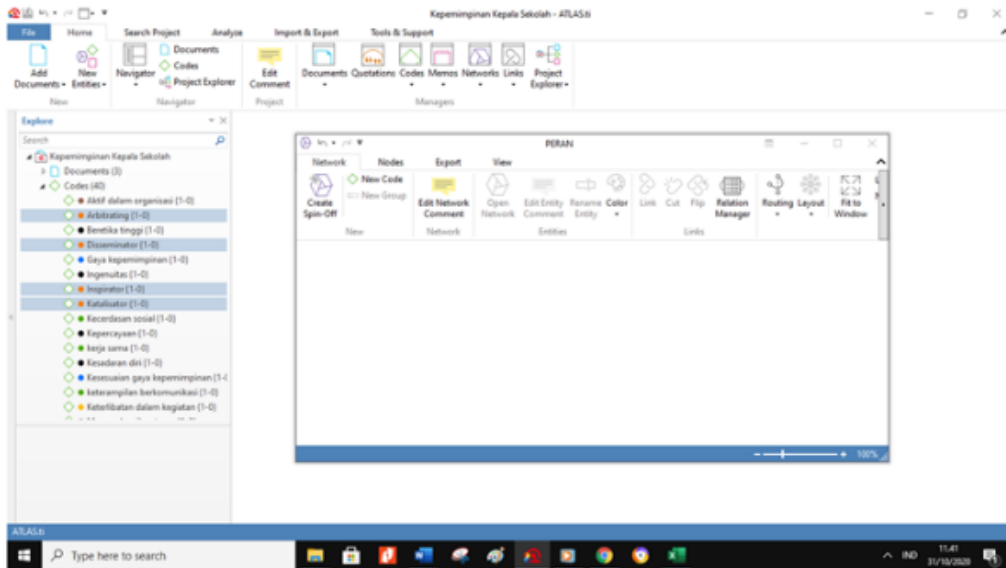 Kepemimpinan Kepala Sekolah - ATLAS.ti
File Home Search Project Analyze Import & Export Tools & Support
Add Documents
New Entities
Navigator
Documents
Codes
Project Explorer
Edit Comment
Documents Quotations Codes Memos Networks Links Project Explorer
New Navigator Project Managers
Explore
Search
Kepemimpinan Kepala Sekolah
Documents (3)
Codes (40)
Aktif dalam organisasi (1-0)
Arbitrating (1-0)
Beretika tinggi (1-0)
Disseminator (1-0)
Gaya kepemimpinan (1-0)
Ingenuitas (1-0)
Inspirator (1-0)
Katalisator (1-0)
Kecerdasan sosial (1-0)
Kepercayaan (1-0)
kerja sama (1-0)
Kesadaran diri (1-0)
Kesesuaian gaya kepemimpinan (1-0
keterampilan berkomunikasi (1-0)
Keterlibatan dalam kegiatan (1-0)
PERAN
Network Nodes Export View
Create Spin-Off
New Code
New Group
Edit Network Comment
Open Network
Edit Entity Comment
Rename Entity
Color
Link Cut Flip
Relation Manager
Routing Layout
Fit to Window
New Network Entities Links
100%
ATLAS.ti
Type here to search
IND
11.41
31/10/2020